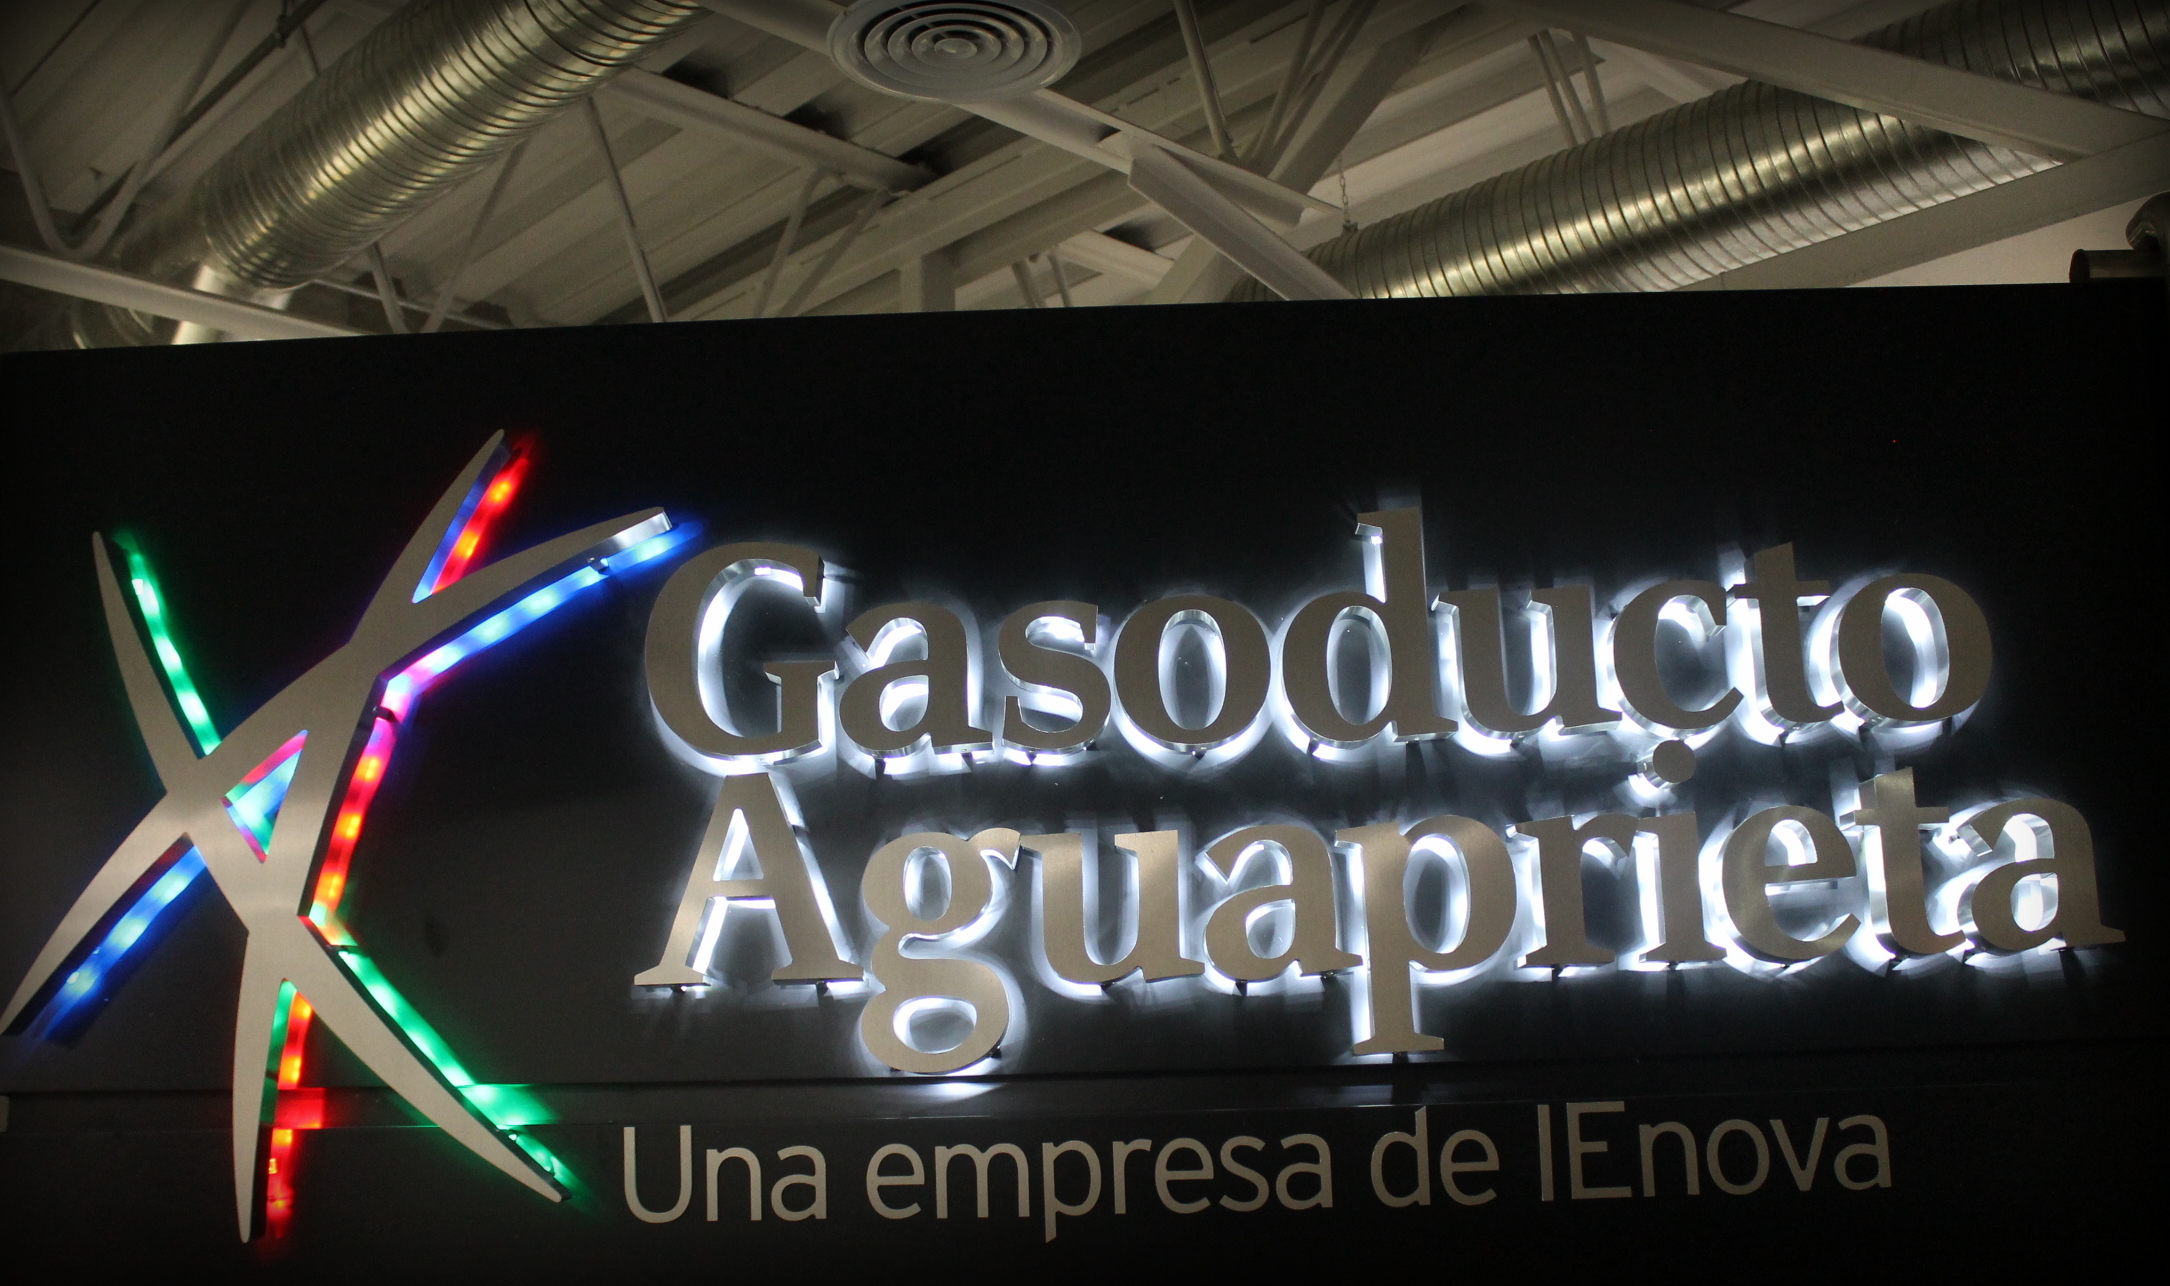 Gasoducto
Aguaprieta
Una empresa de IEnova